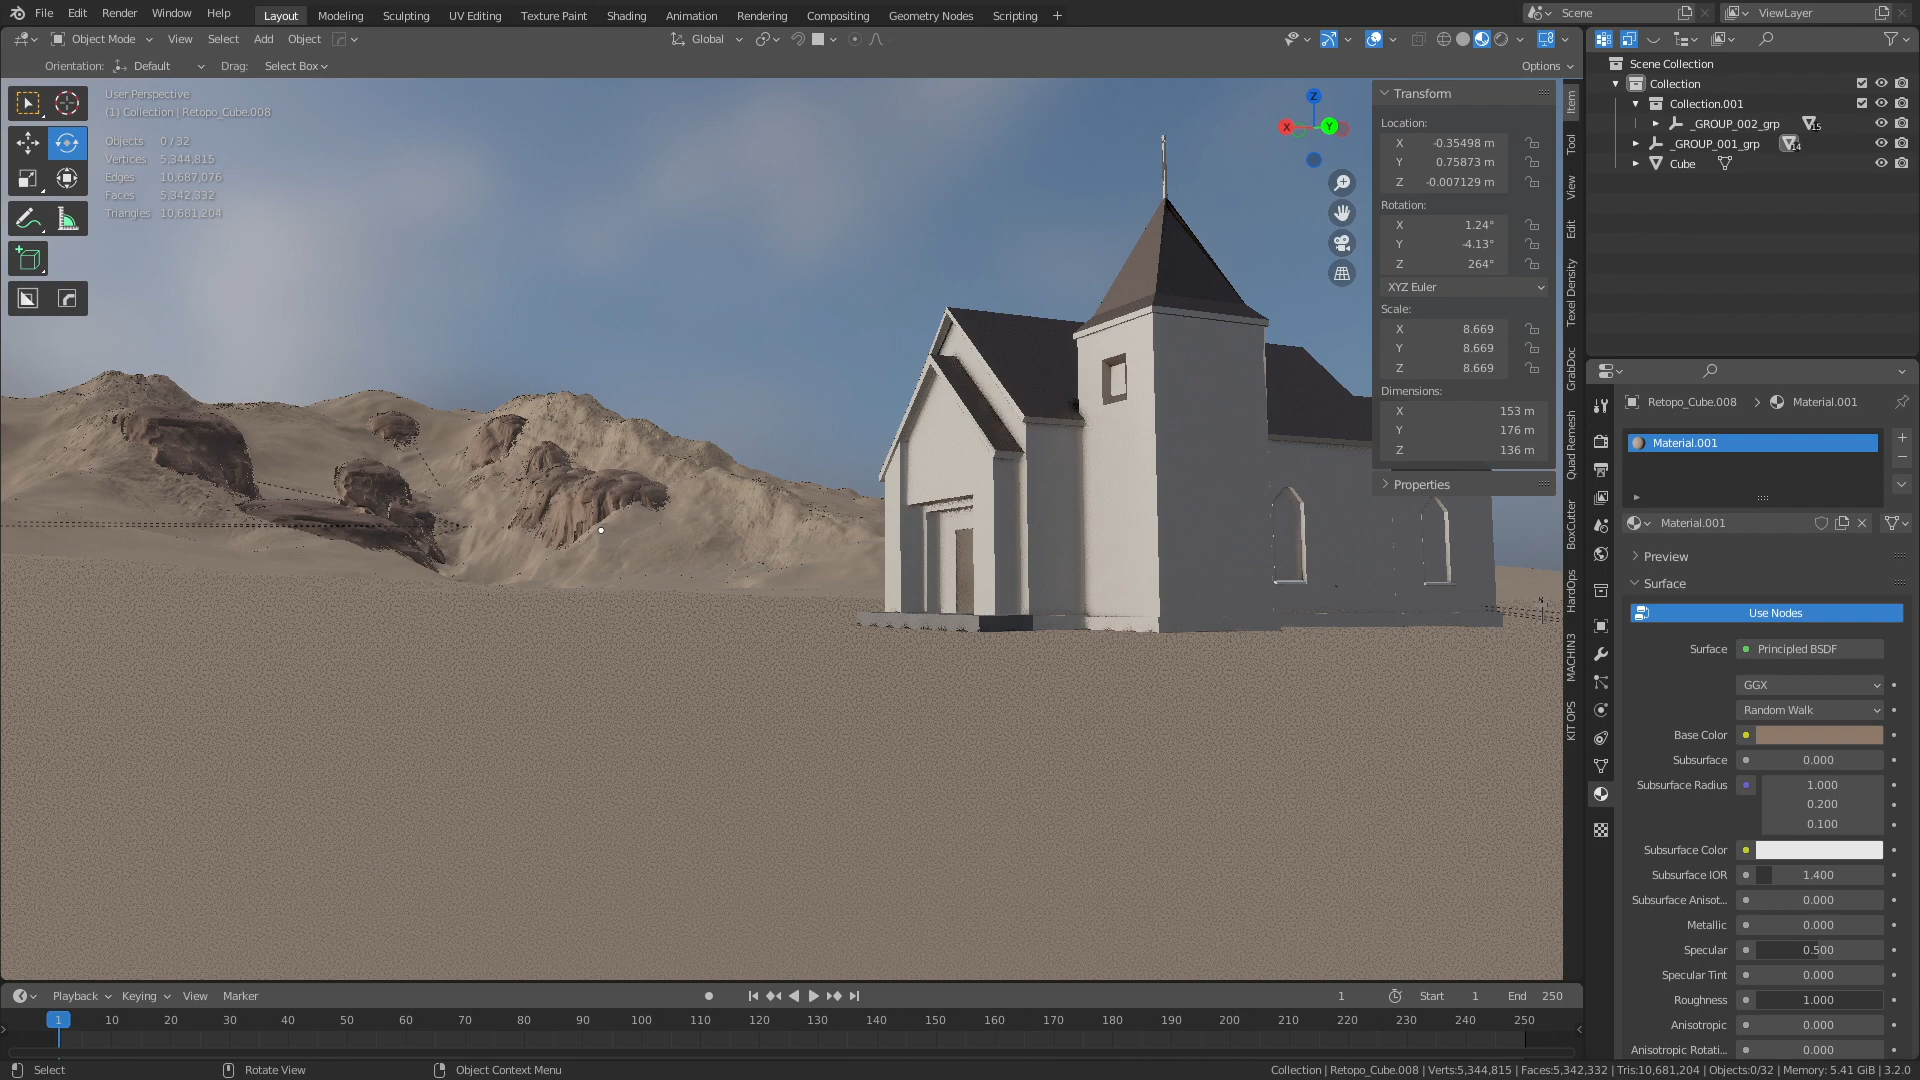 File Edit Render Window Help Layout Modeling Sculpting UV Editing Texture Paint Shading Animation Rendering Compositing Geometry Nodes Scripting + Scene ViewLayer
Object Mode View Select Add Object Global
Orientation: Default Drag: Select Box Options
User Perspective
(1) Collection | Retopo_Cube.008
Objects 0 / 32
Vertices 5,344,815
Edges 10,687,076
Faces 5,342,332
Triangles 10,681,204
Z
X
Y
Transform
Location:
X -0.35498 m
Y 0.75873 m
Z -0.007129 m
Rotation:
X 1.24°
Y -4.13°
Z 264°
XYZ Euler
Scale:
X 8.669
Y 8.669
Z 8.669
Dimensions:
X 153 m
Y 176 m
Z 136 m
Properties
Item
Tool
View
Edit
Texel Density
GrabDoc
Quad Remesh
BoxCutter
HardOps
MACHIN3
KIT OPS
Scene Collection
Collection
Collection.001
_GROUP_002_grp 15
_GROUP_001_grp 14
Cube
Retopo_Cube.008 > Material.001
Material.001
Material.001
Preview
Surface
Use Nodes
Surface Principled BSDF
GGX
Random Walk
Base Color
Subsurface 0.000
Subsurface Radius 1.000
0.200
0.100
Subsurface Color
Subsurface IOR 1.400
Subsurface Anisot... 0.000
Metallic 0.000
Specular 0.500
Specular Tint 0.000
Roughness 1.000
Anisotropic 0.000
Anisotropic Rotati... 0.000
Playback Keying View Marker 1 Start 1 End 250
1 10 20 30 40 50 60 70 80 90 100 110 120 130 140 150 160 170 180 190 200 210 220 230 240 250
Select Rotate View Object Context Menu Collection | Retopo_Cube.008 | Verts:5,344,815 | Faces:5,342,332 | Tris:10,681,204 | Objects:0/32 | Memory: 5.41 GiB | 3.2.0